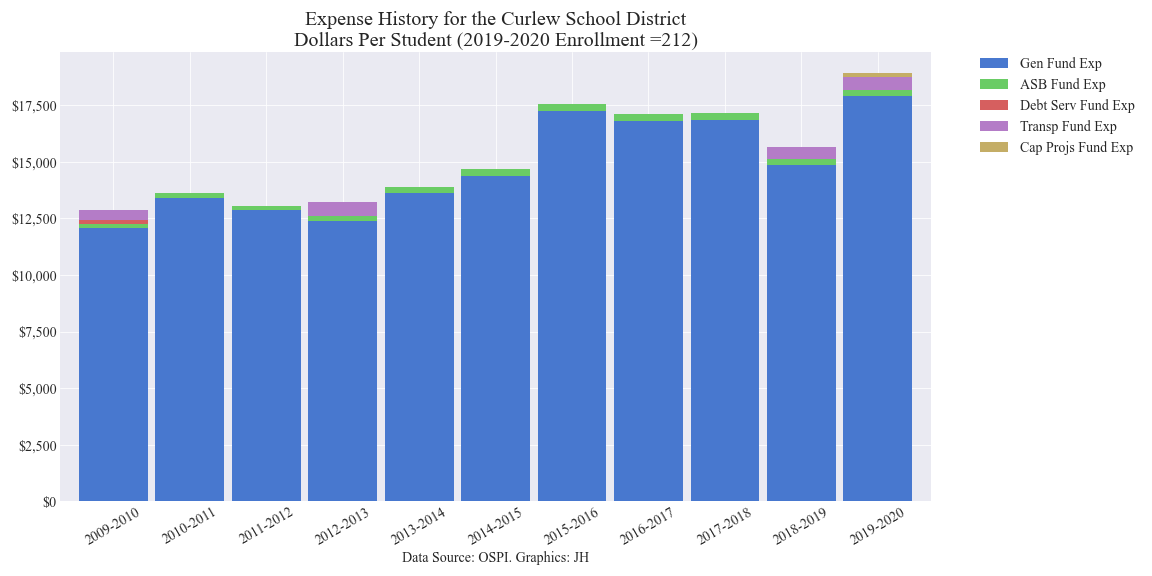 Expense History for the Curlew School District
Dollars Per Student (2019-2020 Enrollment =212)
Gen Fund Exp
ASB Fund Exp
Debt Serv Fund Exp
Transp Fund Exp
Cap Projs Fund Exp
$17,500
$15,000
$12,500
$10,000
$7,500
$5,000
$2,500
$0
2009-2010
2010-2011
2011-2012
2012-2013
2013-2014
2014-2015
2015-2016
2016-2017
2017-2018
2018-2019
2019-2020
Data Source: OSPI. Graphics: JH